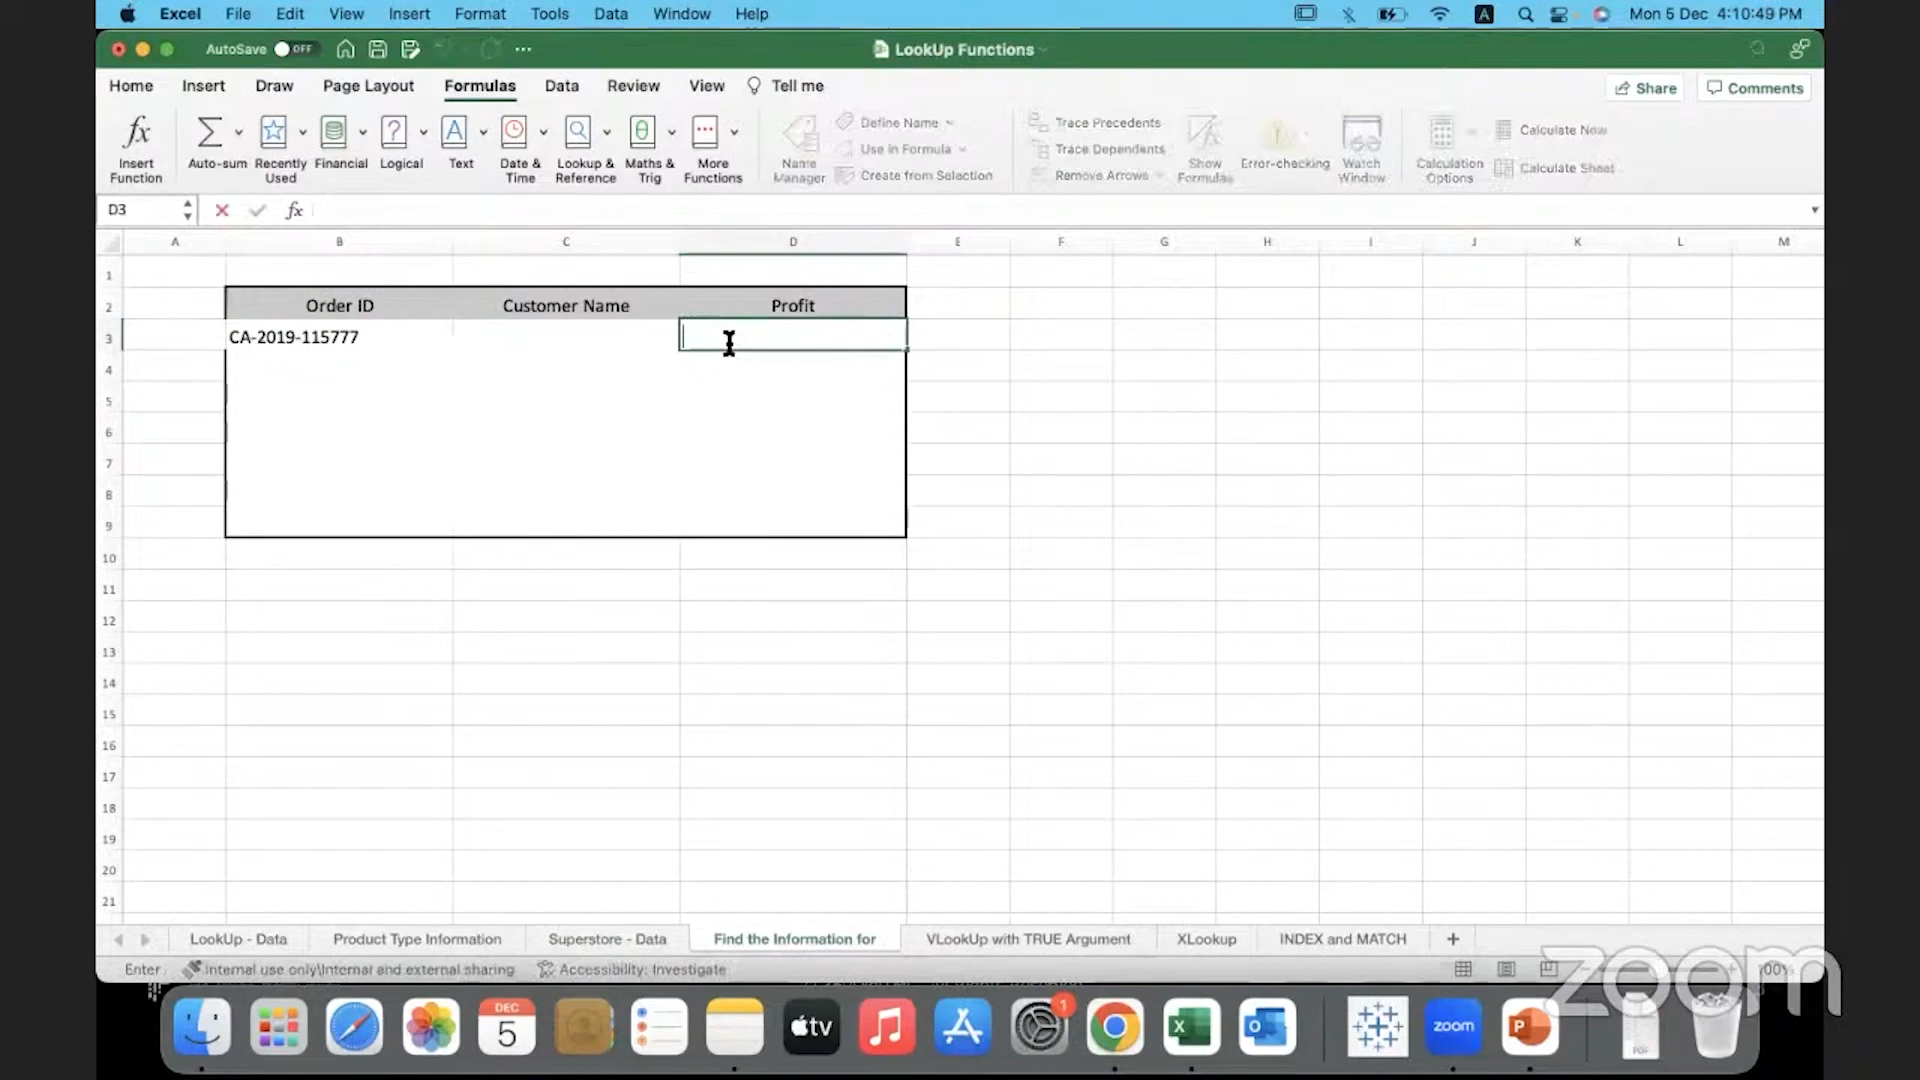 Excel File Edit View Insert Format Tools Data Window Help A Mon 5 Dec 4:10:49 PM
AutoSave OFF LookUp Functions
Home Insert Draw Page Layout Formulas Data Review View Tell me Share Comments
Insert Function Auto-sum Recently Used Financial Logical Text Date & Time Lookup & Reference Maths & Trig More Functions Name Manager Define Name Use in Formula Create from Selection Trace Precedents Trace Dependents Remove Arrows Show Formulas Error-checking Watch Window Calculation Options Calculate Now Calculate Sheet
D3 fx
A B C D E F G H I J K L M
1
2 Order ID Customer Name Profit
3 CA-2019-115777
4
5
6
7
8
9
10
11
12
13
14
15
16
17
18
19
20
21
LookUp - Data Product Type Information Superstore - Data Find the Information for VLookUp with TRUE Argument XLookup INDEX and MATCH +
Enter Internal use only\Internal and external sharing Accessibility: Investigate
zoom
DEC 5 tv 1 X O zoom P PDF